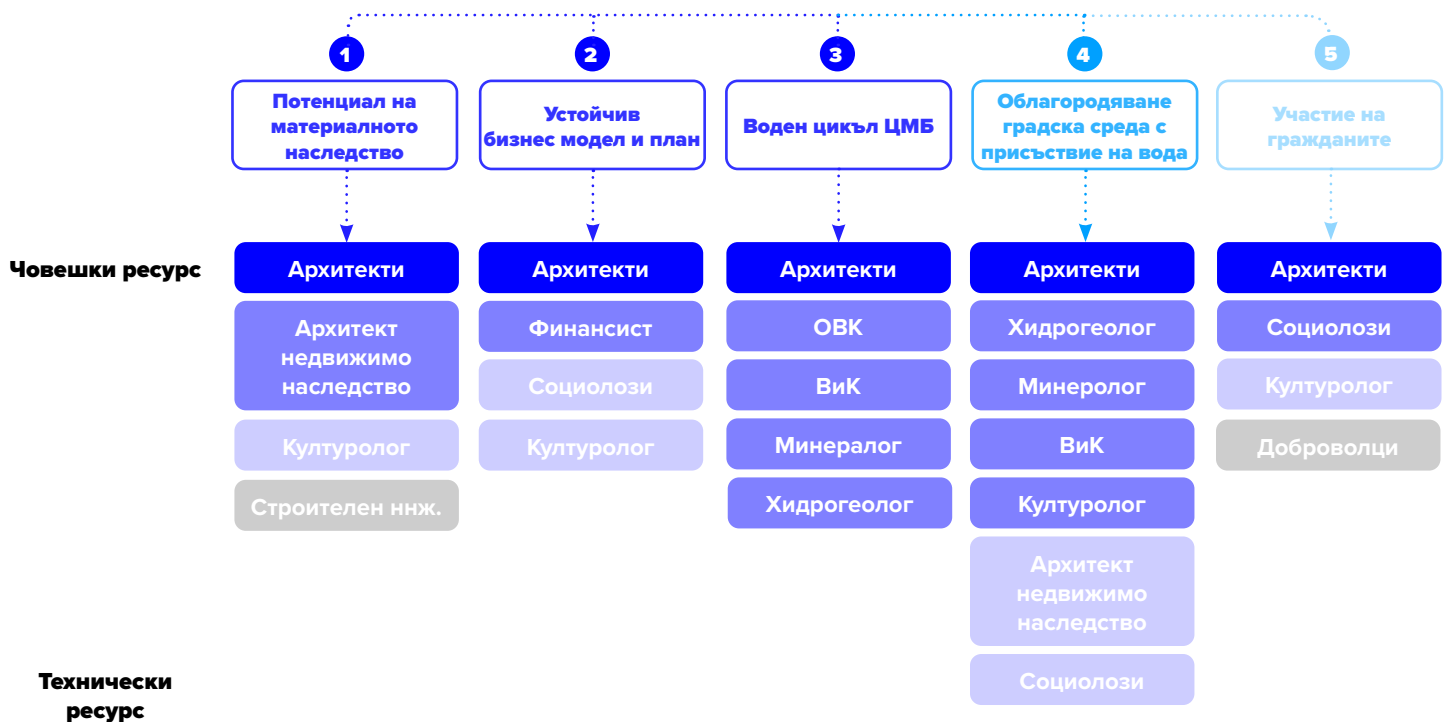 1
Потенциал на
материалното
наследство
2
Устойчив
бизнес модел и план
3
Воден цикъл ЦМБ
4
Облагородяване
градска среда с
присъствие на вода
5
Участие на
гражданите
Човешки ресурс
Архитекти
Архитект
недвижимо
наследство
Културолог
Строителен ннж.
Архитекти
Финансист
Социолози
Културолог
Архитекти
ОВК
ВиК
Минералог
Хидрогеолог
Архитекти
Хидрогеолог
Минеролог
ВиК
Културолог
Архитект
недвижимо
наследство
Социолози
Архитекти
Социолози
Културолог
Доброволци
Технически
ресурс